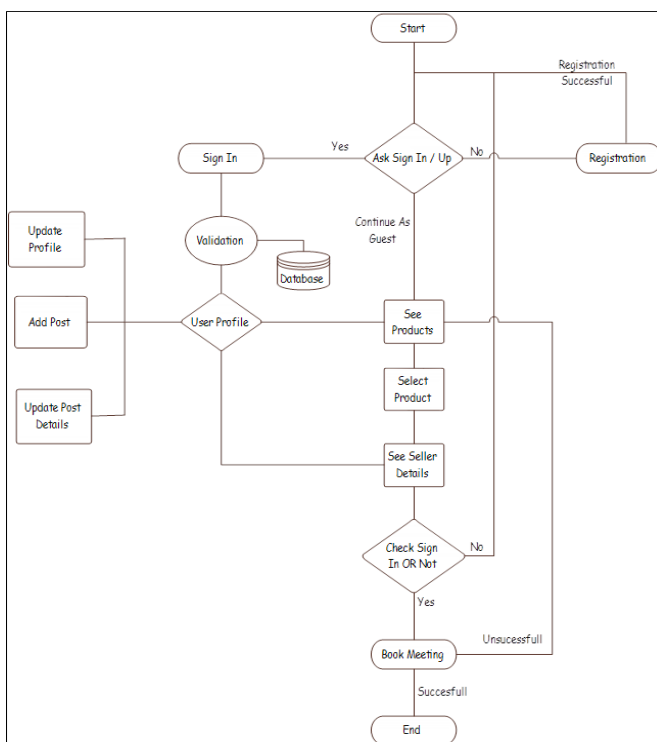 Start
Registration
Successful
Sign In
Yes
Ask Sign In / Up
No
Registration
Update
Profile
Validation
Continue As
Guest
Database
Add Post
User Profile
See
Products
Select
Product
Update Post
Details
See Seller
Details
Check Sign
In OR Not
No
Yes
Book Meeting
Unsucessfull
Succesfull
End